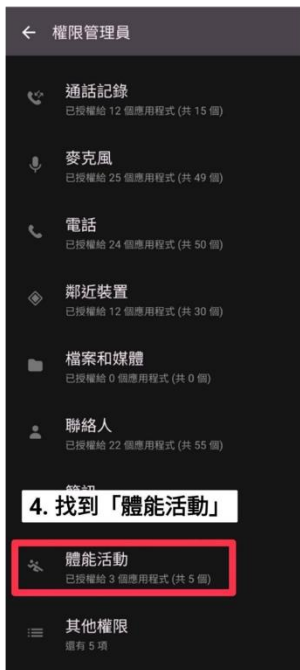 權限管理員
通話記錄
已授權給 12 個應用程式 (共 15 個)
麥克風
已授權給 25 個應用程式 (共 49 個)
電話
已授權給 24 個應用程式 (共 50 個)
鄰近裝置
已授權給 12 個應用程式 (共 30 個)
檔案和媒體
已授權給 0 個應用程式 (共 0 個)
聯絡人
已授權給 22 個應用程式 (共 55 個)
4. 找到「體能活動」
體能活動
已授權給 3 個應用程式 (共 5 個)
其他權限
還有 5 項